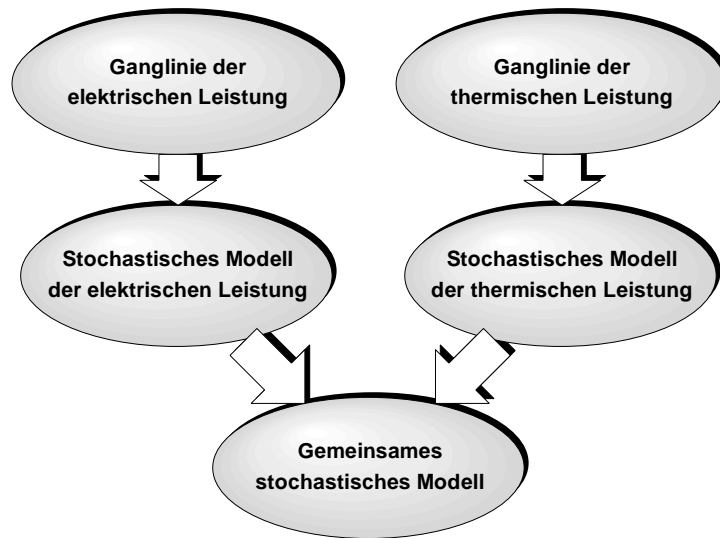 Ganglinie der
elektrischen Leistung
Ganglinie der
thermischen Leistung
Stochastisches Modell
der elektrischen Leistung
Stochastisches Modell
der thermischen Leistung
Gemeinsames
stochastisches Modell